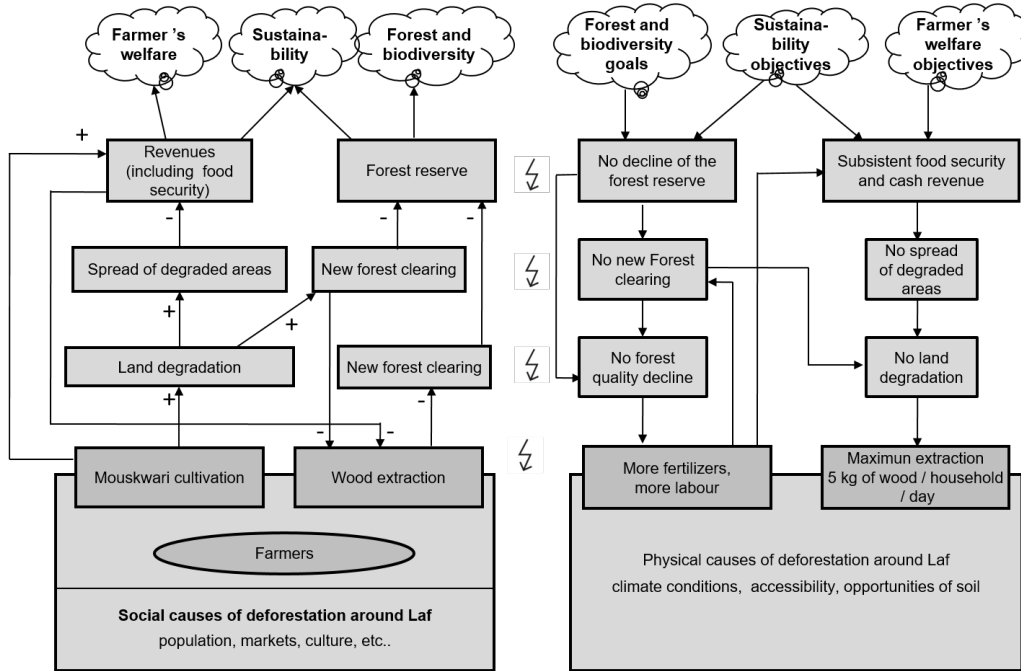 Farmer 's
welfare
Sustaina-
bility
Forest and
biodiversity
Forest and
biodiversity
goals
Sustaina-
bility
objectives
Farmer 's
welfare
objectives
+
Revenues
(including food
security)
Forest reserve
No decline of the
forest reserve
Subsistent food security
and cash revenue
-
-
-
Spread of degraded areas
New forest clearing
No new Forest
clearing
No spread
of degraded
areas
+
+
Land degradation
New forest clearing
No forest
quality decline
No land
degradation
+
-
-
-
Mouskwari cultivation
Wood extraction
More fertilizers,
more labour
Maximun extraction
5 kg of wood / household
/ day
Farmers
Physical causes of deforestation around Laf
climate conditions, accessibility, opportunities of soil
Social causes of deforestation around Laf
population, markets, culture, etc..